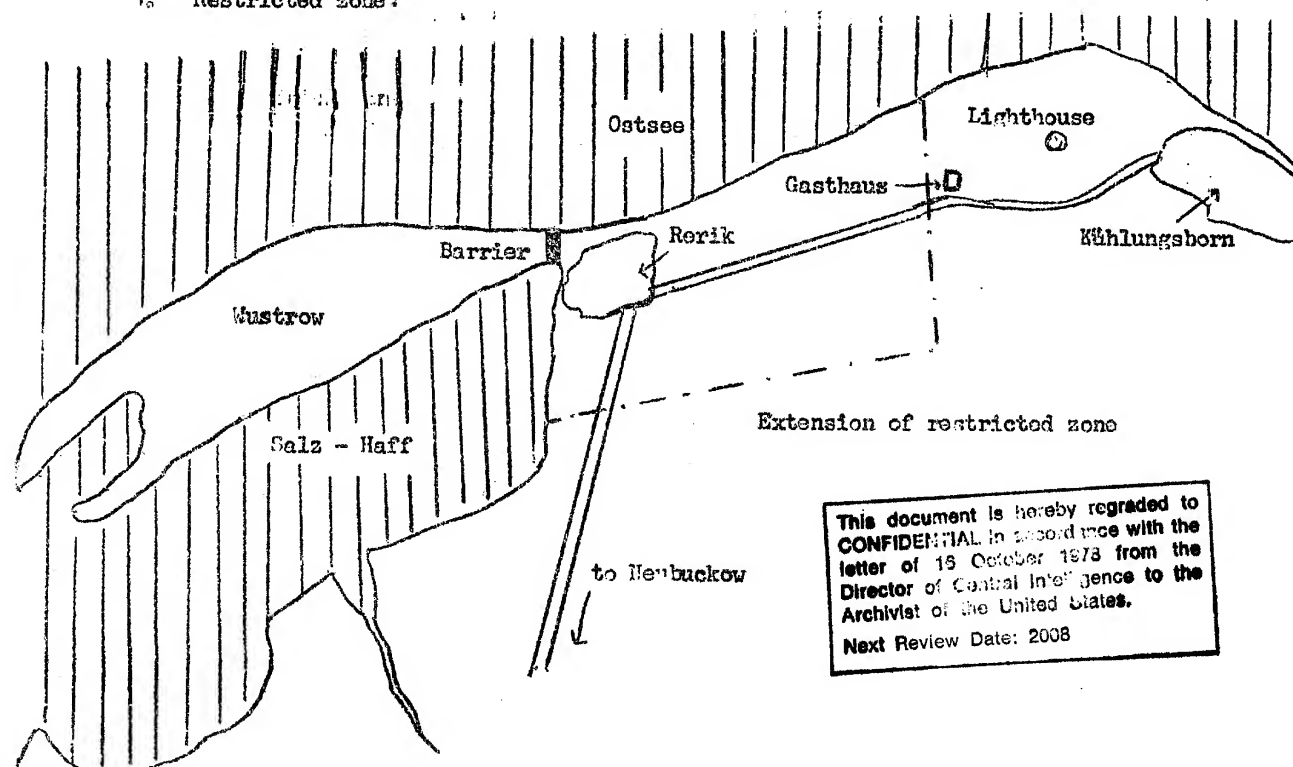 Restricted zone:
Ostsee
Lighthouse
Gasthaus
Kühlungsborn
Barrier
Rerik
Wustrow
Salz - Haff
Extension of restricted zone
to Neubuckow
This document is hereby regraded to
CONFIDENTIAL in accordance with the
letter of 16 October 1978 from the
Director of Central Intelligence to the
Archivist of the United States.
Next Review Date: 2008